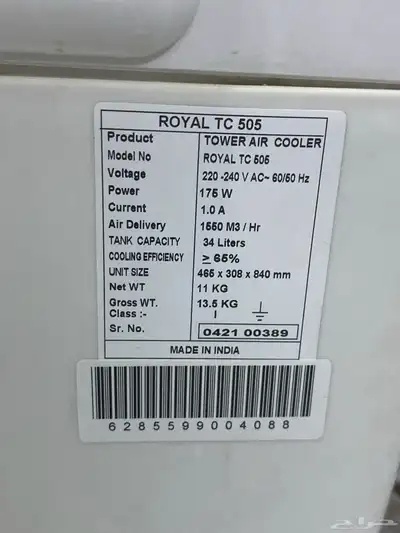 ROYAL TC 505
Product TOWER AIR COOLER
Model No ROYAL TC 505
Voltage 220 -240 V AC~ 60/50 Hz
Power 175 W
Current 1.0 A
Air Delivery 1550 M3 / Hr
TANK CAPACITY 34 Liters
COOLING EFFICIENCY ≥ 65%
UNIT SIZE 465 x 308 x 840 mm
Net WT 11 KG
Gross WT. 13.5 KG
Class :- I
Sr. No. 0421 00389
MADE IN INDIA
6285599004088
حراج